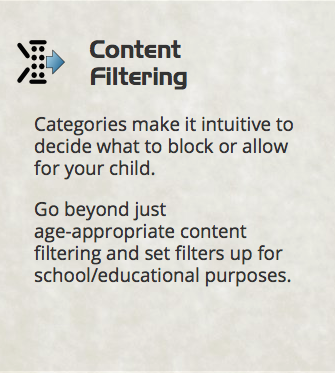 Content
Filtering
Categories make it intuitive to
decide what to block or allow
for your child.
Go beyond just
age-appropriate content
filtering and set filters up for
school/educational purposes.